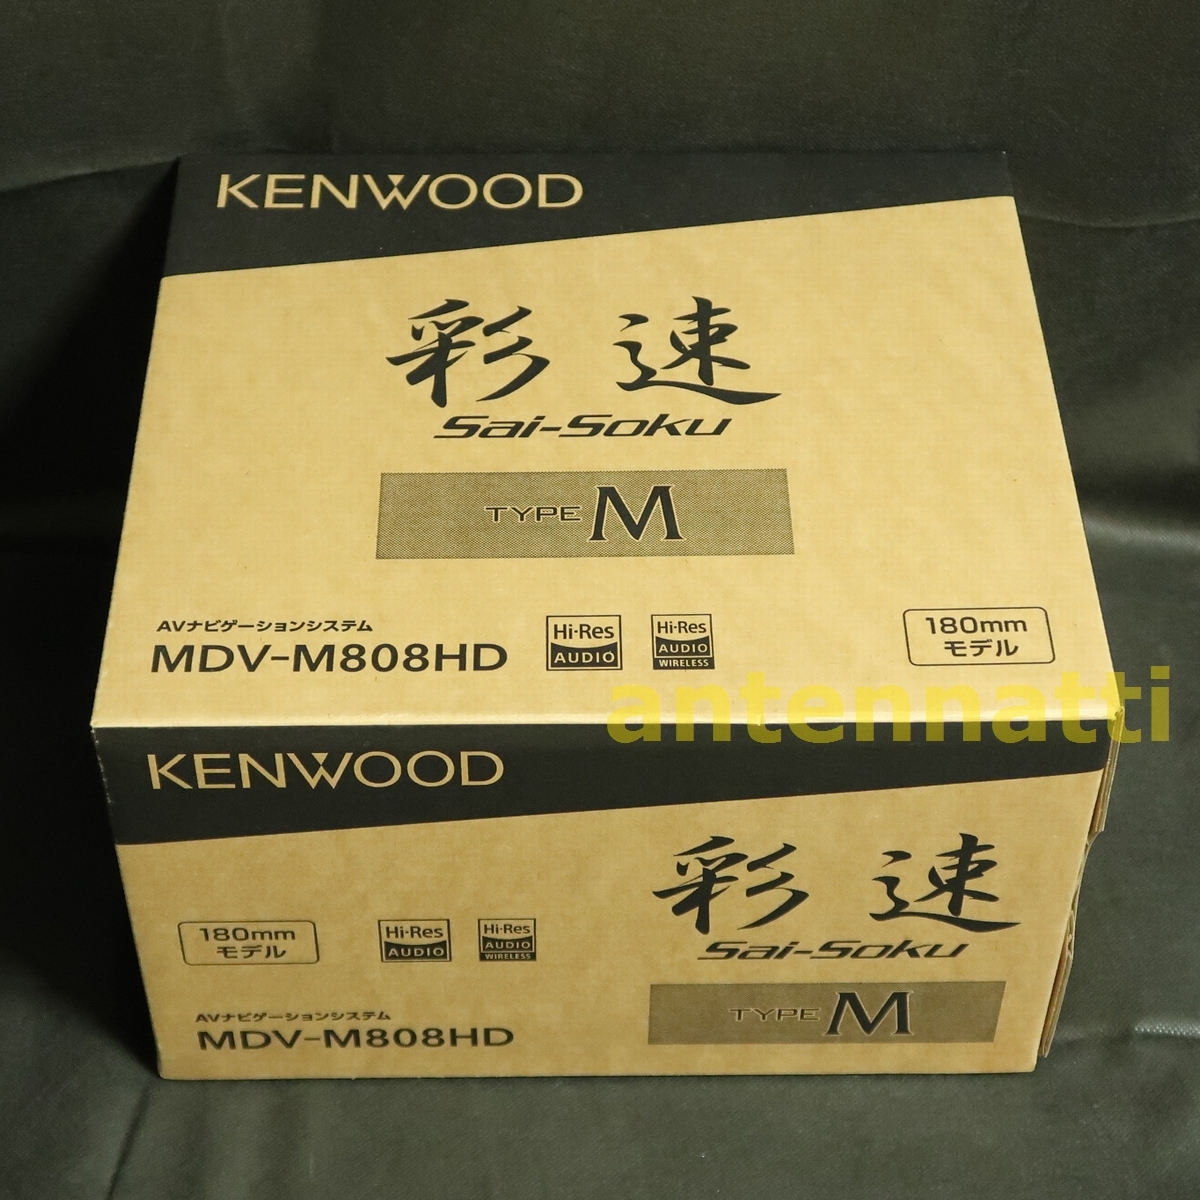 KENWOOD
彩速
Sai-Soku
TYPE M
AVナビゲーションシステム
MDV-M808HD
Hi-Res
AUDIO
Hi-Res
AUDIO
WIRELESS
180mm
モデル
antennatti
KENWOOD
彩速
Sai-Soku
TYPE M
180mm
モデル
Hi-Res
AUDIO
Hi-Res
AUDIO
WIRELESS
AVナビゲーションシステム
MDV-M808HD